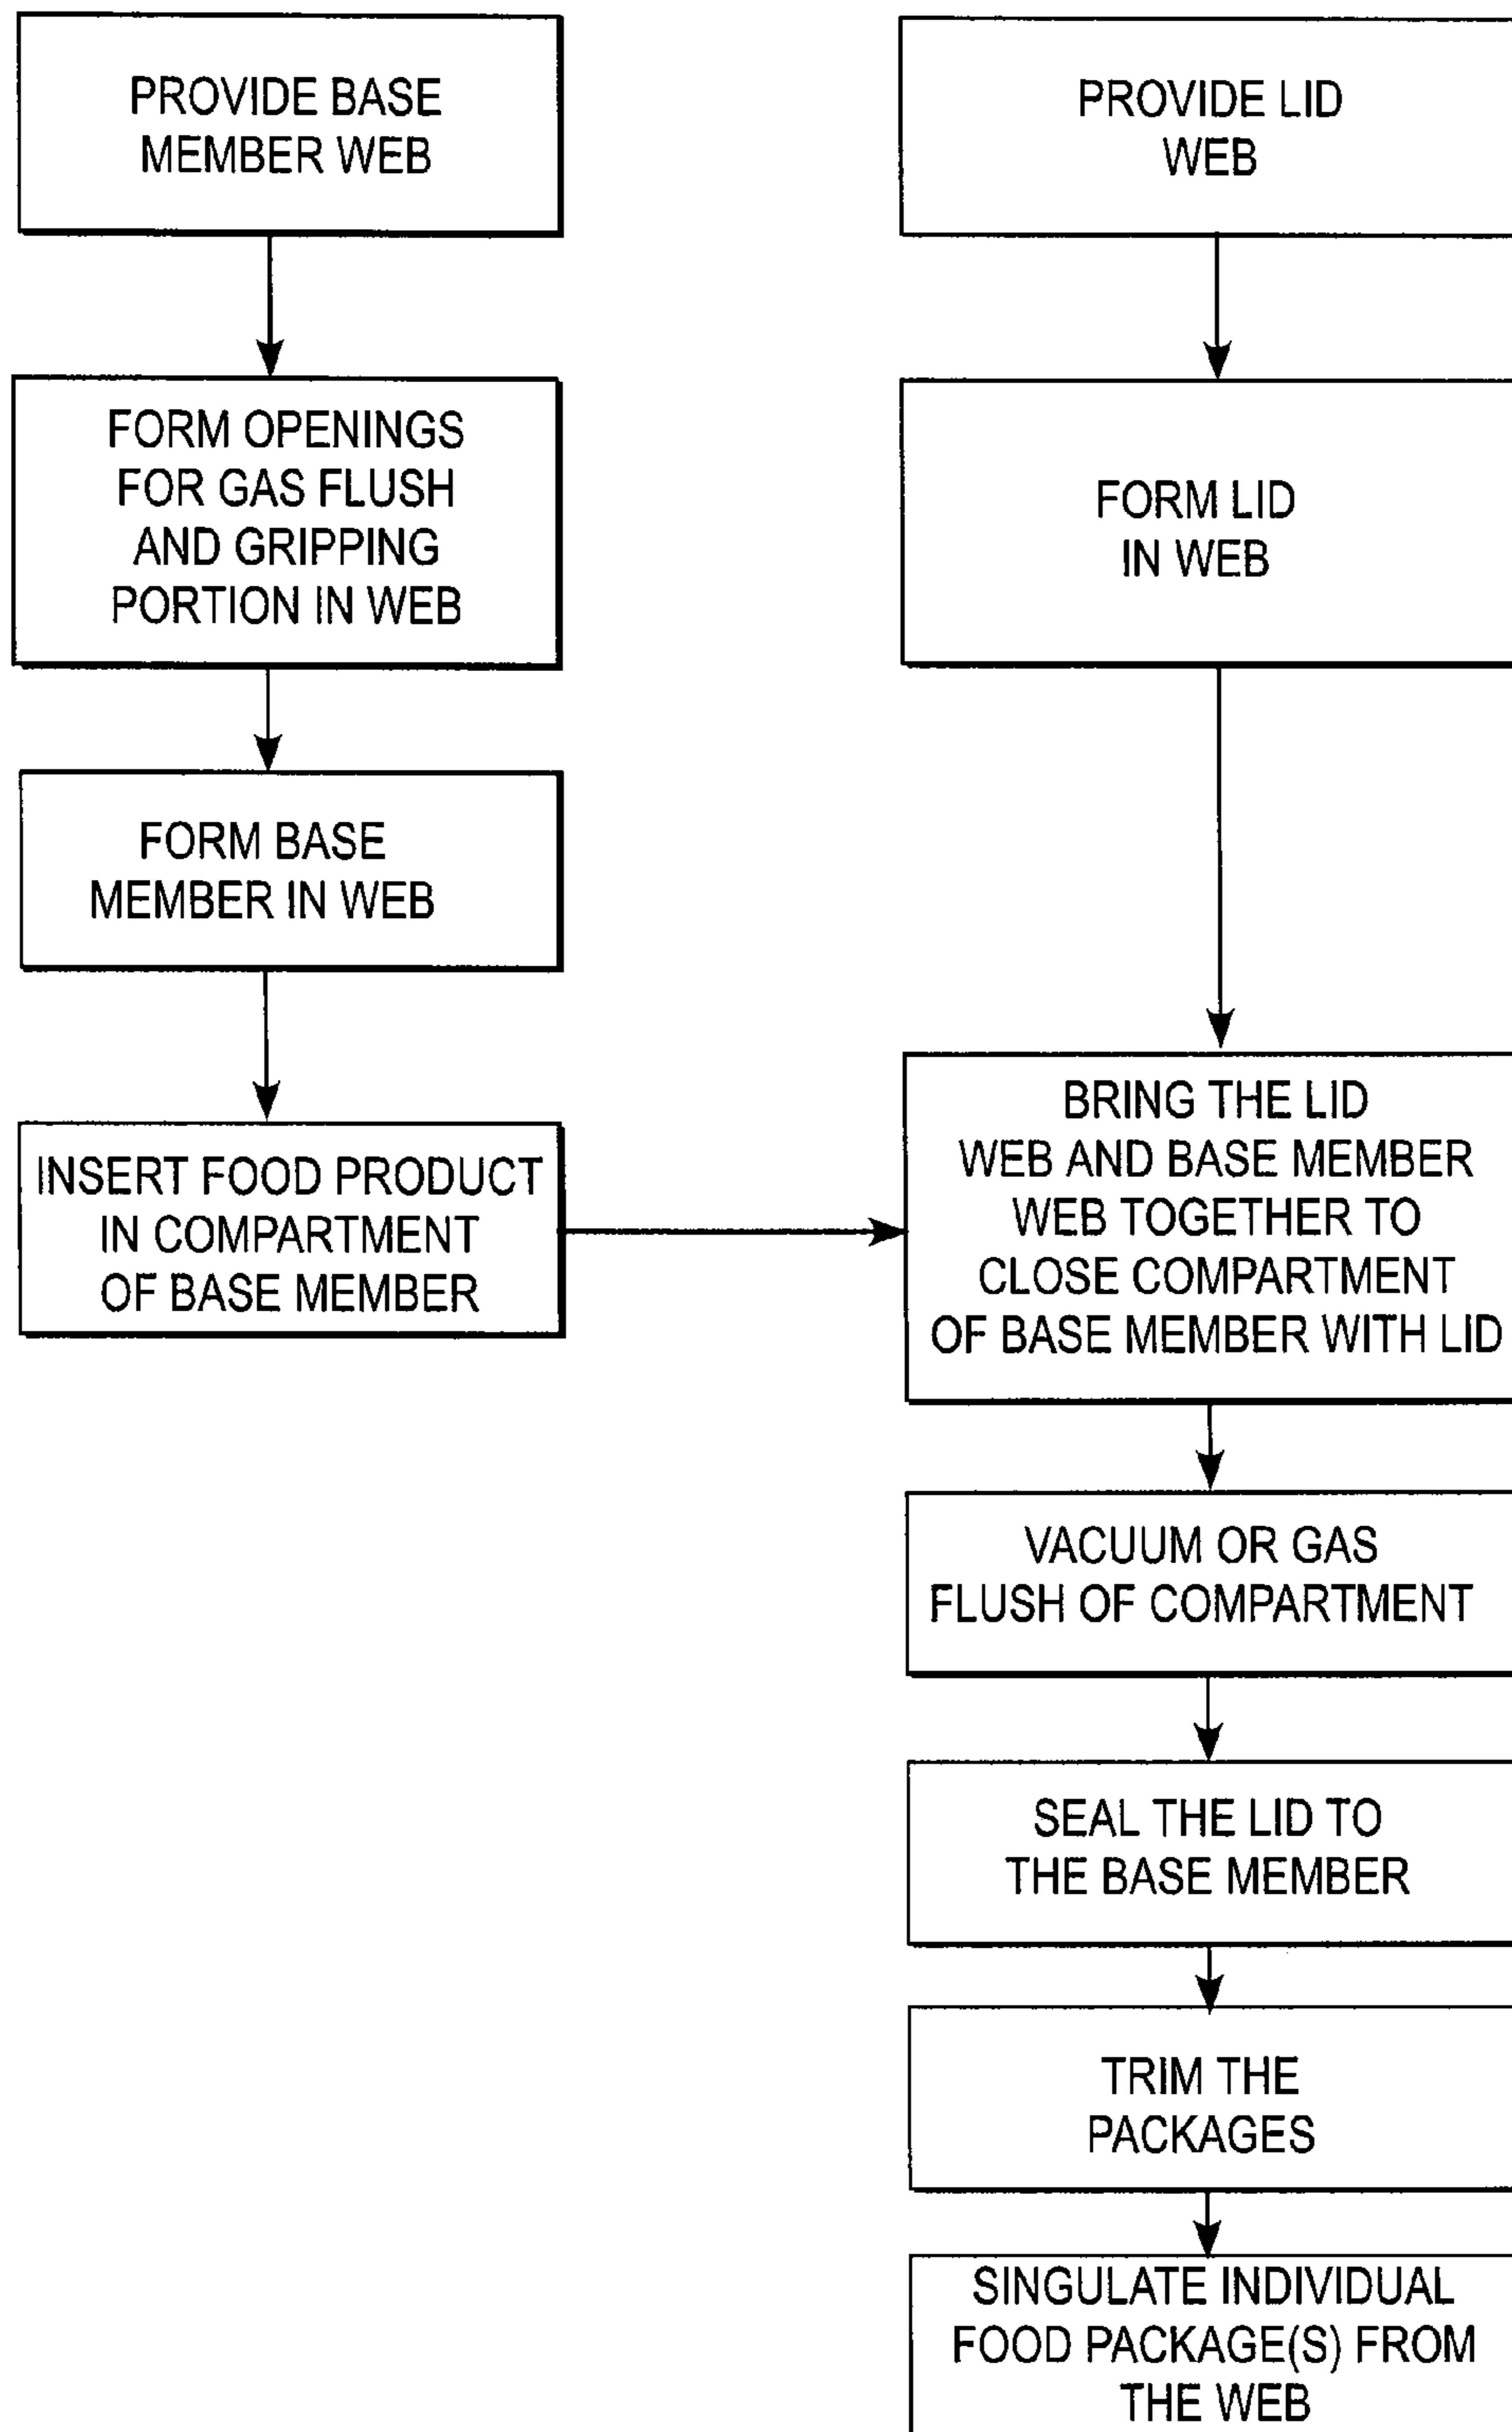 PROVIDE BASE
MEMBER WEB
FORM OPENINGS
FOR GAS FLUSH
AND GRIPPING
PORTION IN WEB
FORM BASE
MEMBER IN WEB
INSERT FOOD PRODUCT
IN COMPARTMENT
OF BASE MEMBER
PROVIDE LID
WEB
FORM LID
IN WEB
BRING THE LID
WEB AND BASE MEMBER
WEB TOGETHER TO
CLOSE COMPARTMENT
OF BASE MEMBER WITH LID
VACUUM OR GAS
FLUSH OF COMPARTMENT
SEAL THE LID TO
THE BASE MEMBER
TRIM THE
PACKAGES
SINGULATE INDIVIDUAL
FOOD PACKAGE(S) FROM
THE WEB